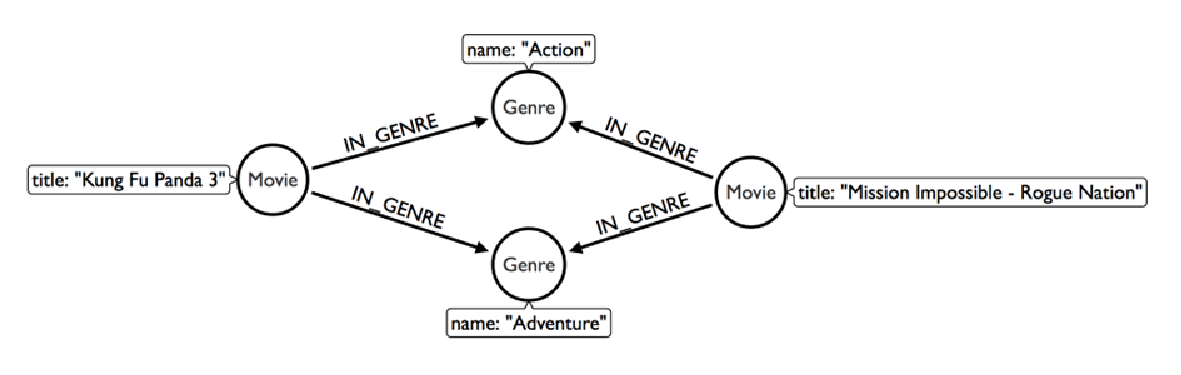 name: "Action"
Genre
IN_GENRE
IN_GENRE
title: "Kung Fu Panda 3"
Movie
Movie
title: "Mission Impossible - Rogue Nation"
IN_GENRE
IN_GENRE
Genre
name: "Adventure"